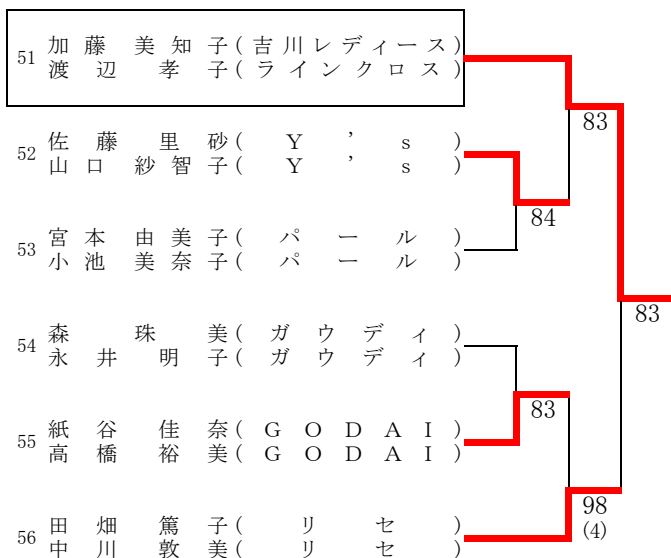 51 加藤美知子(吉川レディース)
渡辺孝子(ラインクロス)
83
52 佐藤里砂(Y's)
山口紗智子(Y's)
84
53 宮本由美子(パール)
小池美奈子(パール)
83
54 森珠美(ガウディ)
永井明子(ガウディ)
83
55 紙谷佳奈(GODAI)
高橋裕美(GODAI)
98
(4)
56 田畑篤子(リセ)
中川敦美(リセ)